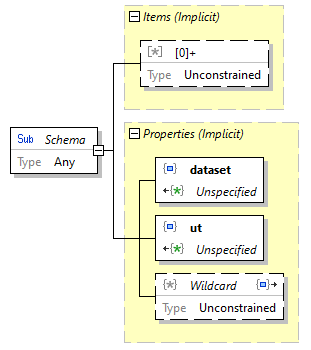 Items (Implicit)
[0]+
Type Unconstrained
Sub Schema
Type Any
Properties (Implicit)
dataset
Unspecified
ut
Unspecified
Wildcard
Type Unconstrained